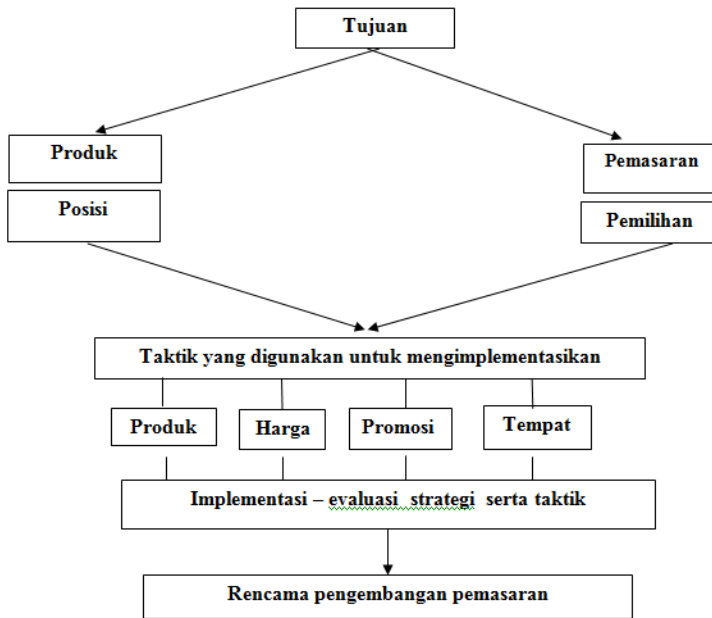 Tujuan
Produk
Pemasaran
Posisi
Pemilihan
Taktik yang digunakan untuk mengimplementasikan
Produk
Harga
Promosi
Tempat
Implementasi – evaluasi strategi serta taktik
Rencama pengembangan pemasaran